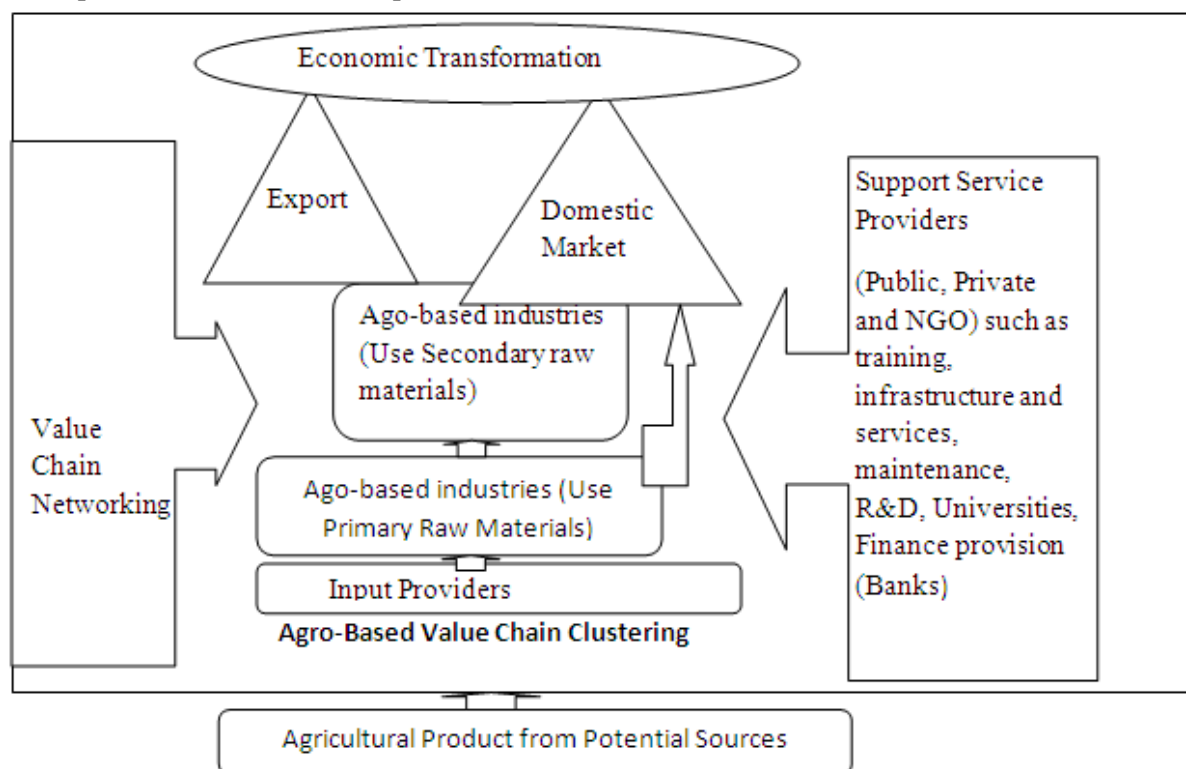 Economic Transformation
Export
Domestic
Market
Support Service
Providers
(Public, Private
and NGO) such as
training,
infrastructure and
services,
maintenance,
R&D, Universities,
Finance provision
(Banks)
Ago-based industries
(Use Secondary raw
materials)
Value
Chain
Networking
Ago-based industries (Use
Primary Raw Materials)
Input Providers
Agro-Based Value Chain Clustering
Agricultural Product from Potential Sources